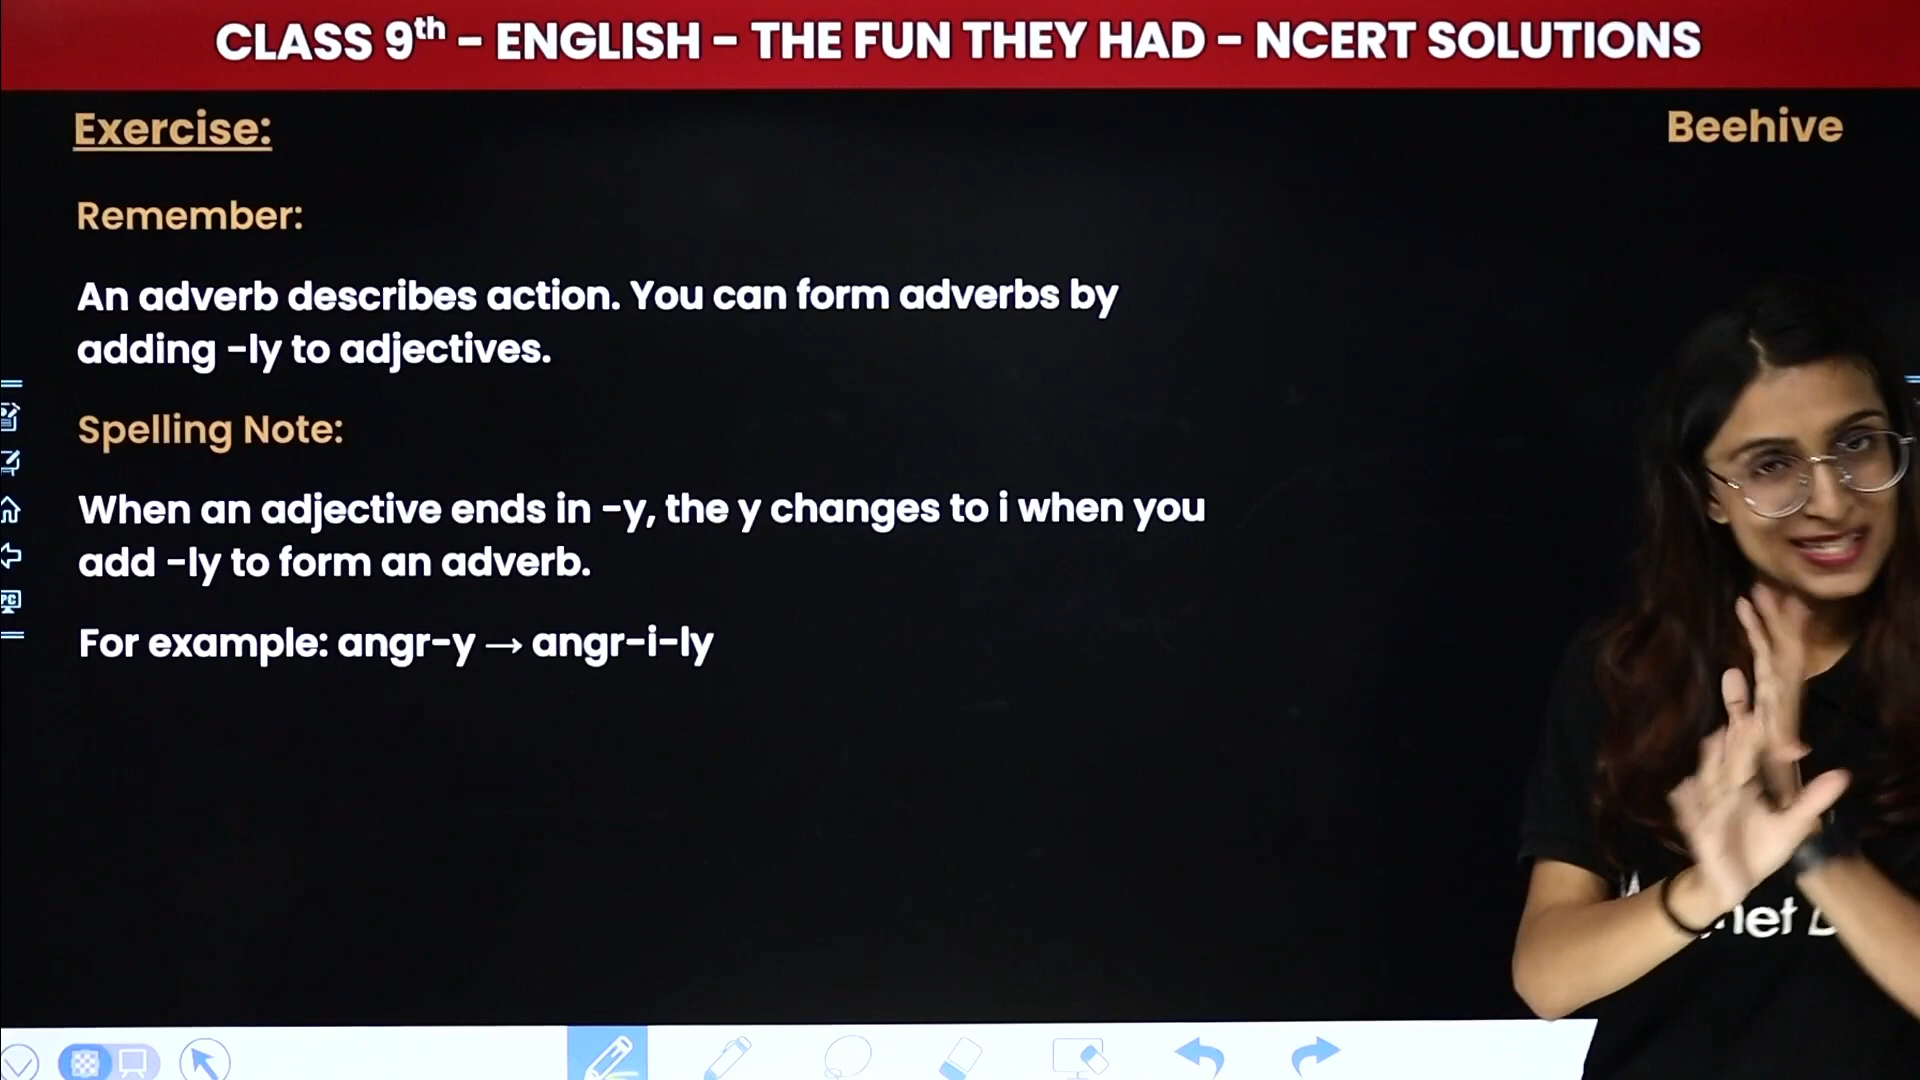 CLASS 9th – ENGLISH – THE FUN THEY HAD – NCERT SOLUTIONS
Exercise:
Beehive
Remember:
An adverb describes action. You can form adverbs by
adding –ly to adjectives.
Spelling Note:
When an adjective ends in –y, the y changes to i when you
add –ly to form an adverb.
For example: angr–y → angr–i–ly
PC